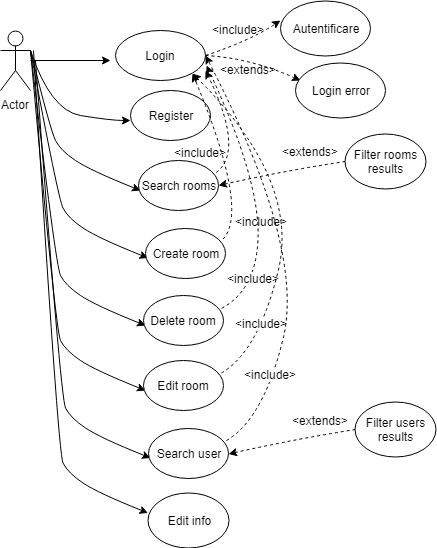 <include>
Autentificare
Login
<extends>
Login error
Actor
Register
<include>
<extends>
Filter rooms
results
Search rooms
<include>
Create room
<include>
Delete room
<include>
Edit room
<include>
<extends>
Filter users
results
Search user
Edit info